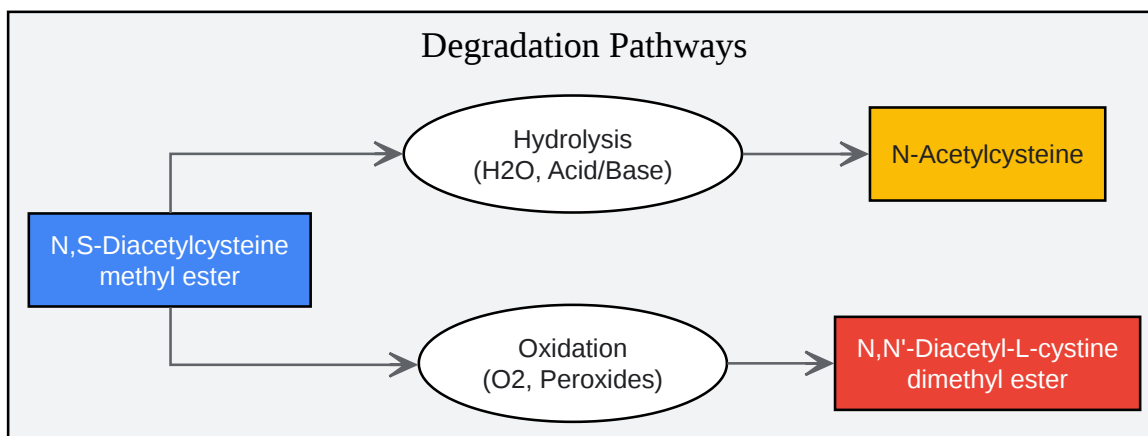 Degradation Pathways
Hydrolysis
(H2O, Acid/Base)
N-Acetylcysteine
N,S-Diacetylcysteine
methyl ester
Oxidation
(O2, Peroxides)
N,N'-Diacetyl-L-cystine
dimethyl ester